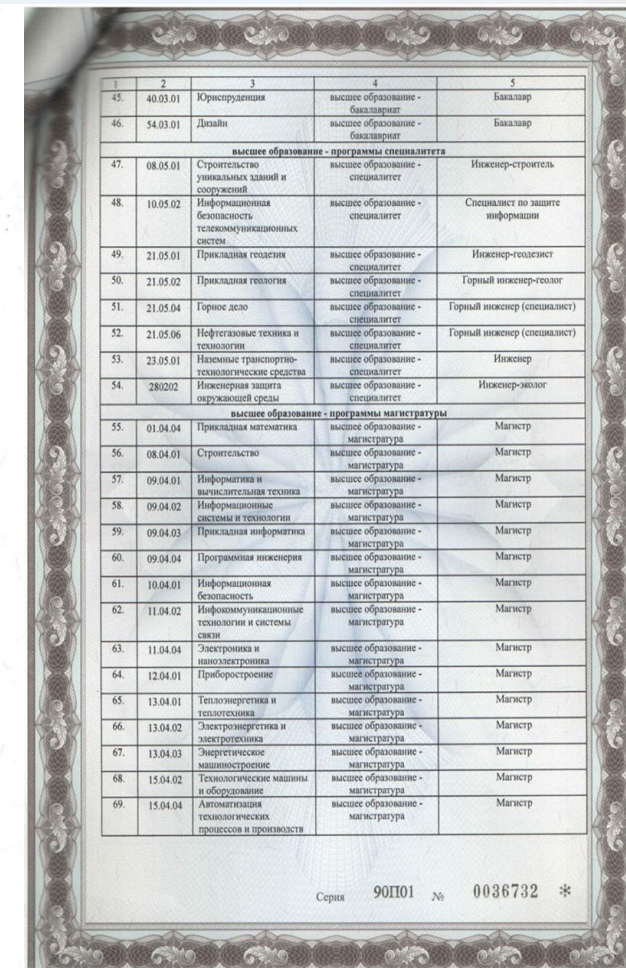 1 2 3 4 5
45. 40.03.01 Юриспруденция высшее образование - Бакалавр
бакалавриат
46. 54.03.01 Дизайн высшее образование - Бакалавр
бакалавриат
высшее образование - программы специалитета
47. 08.05.01 Строительство высшее образование - Инженер-строитель
уникальных зданий и специалитет
сооружений
48. 10.05.02 Информационная высшее образование - Специалист по защите
безопасность специалитет информации
телекоммуникационных
систем
49. 21.05.01 Прикладная геодезия высшее образование - Инженер-геодезист
специалитет
50. 21.05.02 Прикладная геология высшее образование - Горный инженер-геолог
специалитет
51. 21.05.04 Горное дело высшее образование - Горный инженер (специалист)
специалитет
52. 21.05.06 Нефтегазовые техника и высшее образование - Горный инженер (специалист)
технологии специалитет
53. 23.05.01 Наземные транспортно- высшее образование - Инженер
технологические средства специалитет
54. 280202 Инженерная защита высшее образование - Инженер-эколог
окружающей среды специалитет
высшее образование - программы магистратуры
55. 01.04.04 Прикладная математика высшее образование - Магистр
магистратура
56. 08.04.01 Строительство высшее образование - Магистр
магистратура
57. 09.04.01 Информатика и высшее образование - Магистр
вычислительная техника магистратура
58. 09.04.02 Информационные высшее образование - Магистр
системы и технологии магистратура
59. 09.04.03 Прикладная информатика высшее образование - Магистр
магистратура
60. 09.04.04 Программная инженерия высшее образование - Магистр
магистратура
61. 10.04.01 Информационная высшее образование - Магистр
безопасность магистратура
62. 11.04.02 Инфокоммуникационные высшее образование - Магистр
технологии и системы магистратура
связи
63. 11.04.04 Электроника и высшее образование - Магистр
наноэлектроника магистратура
64. 12.04.01 Приборостроение высшее образование - Магистр
магистратура
65. 13.04.01 Теплоэнергетика и высшее образование - Магистр
теплотехника магистратура
66. 13.04.02 Электроэнергетика и высшее образование - Магистр
электротехника магистратура
67. 13.04.03 Энергетическое высшее образование - Магистр
машиностроение магистратура
68. 15.04.02 Технологические машины высшее образование - Магистр
и оборудование магистратура
69. 15.04.04 Автоматизация высшее образование - Магистр
технологических магистратура
процессов и производств
Серия 90П01 № 0036732 *